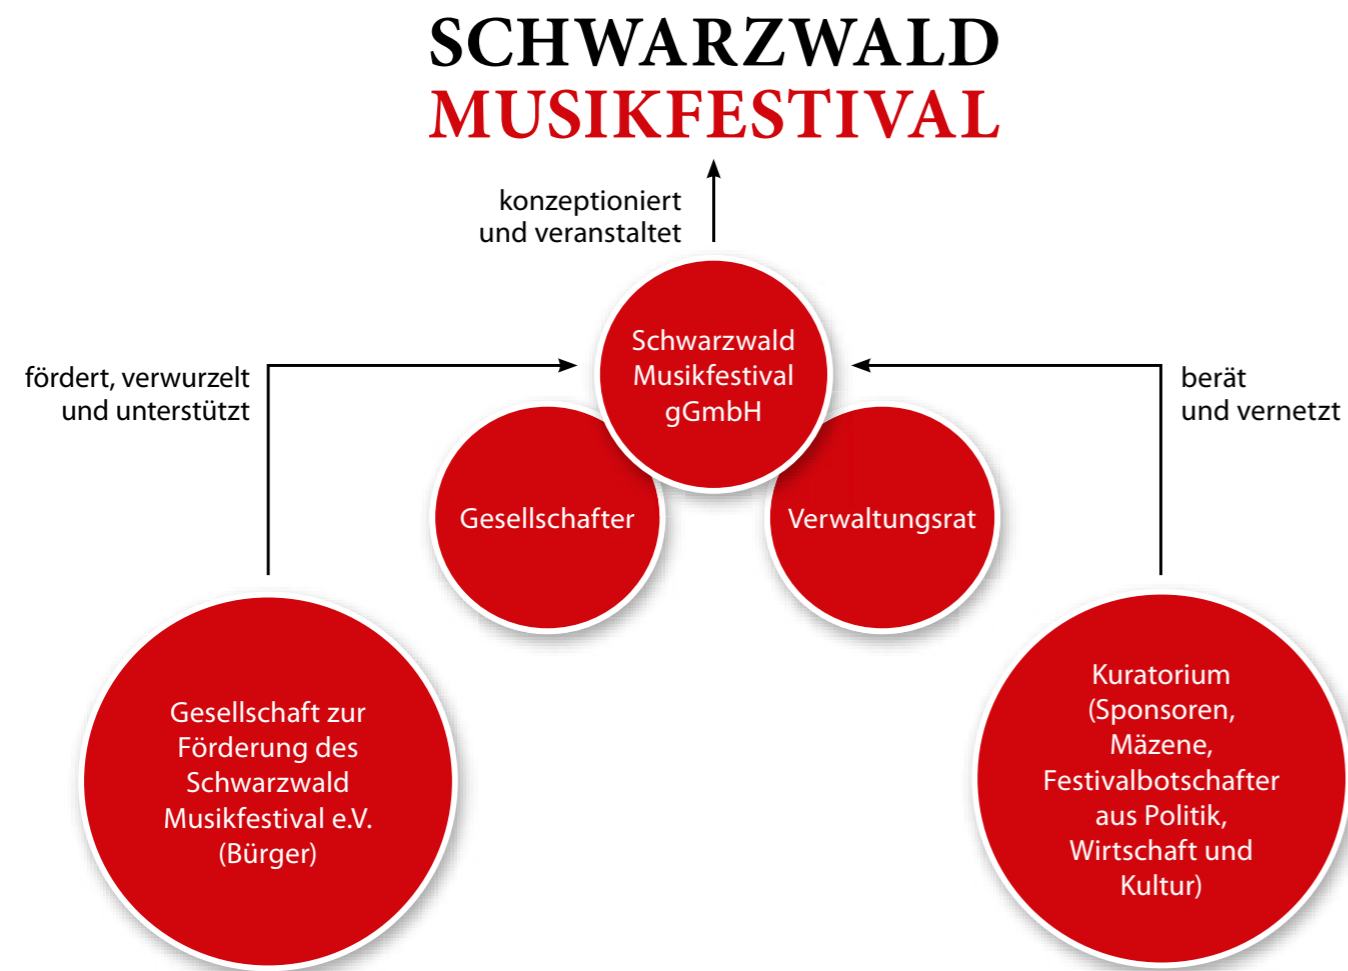 SCHWARZWALD
MUSIKFESTIVAL
konzeptioniert
und veranstaltet
Schwarzwald
Musikfestival
gGmbH
fördert, verwurzelt
und unterstützt
berät
und vernetzt
Gesellschafter
Verwaltungsrat
Gesellschaft zur
Förderung des
Schwarzwald
Musikfestival e.V.
(Bürger)
Kuratorium
(Sponsoren,
Mäzene,
Festivalbotschafter
aus Politik,
Wirtschaft und
Kultur)